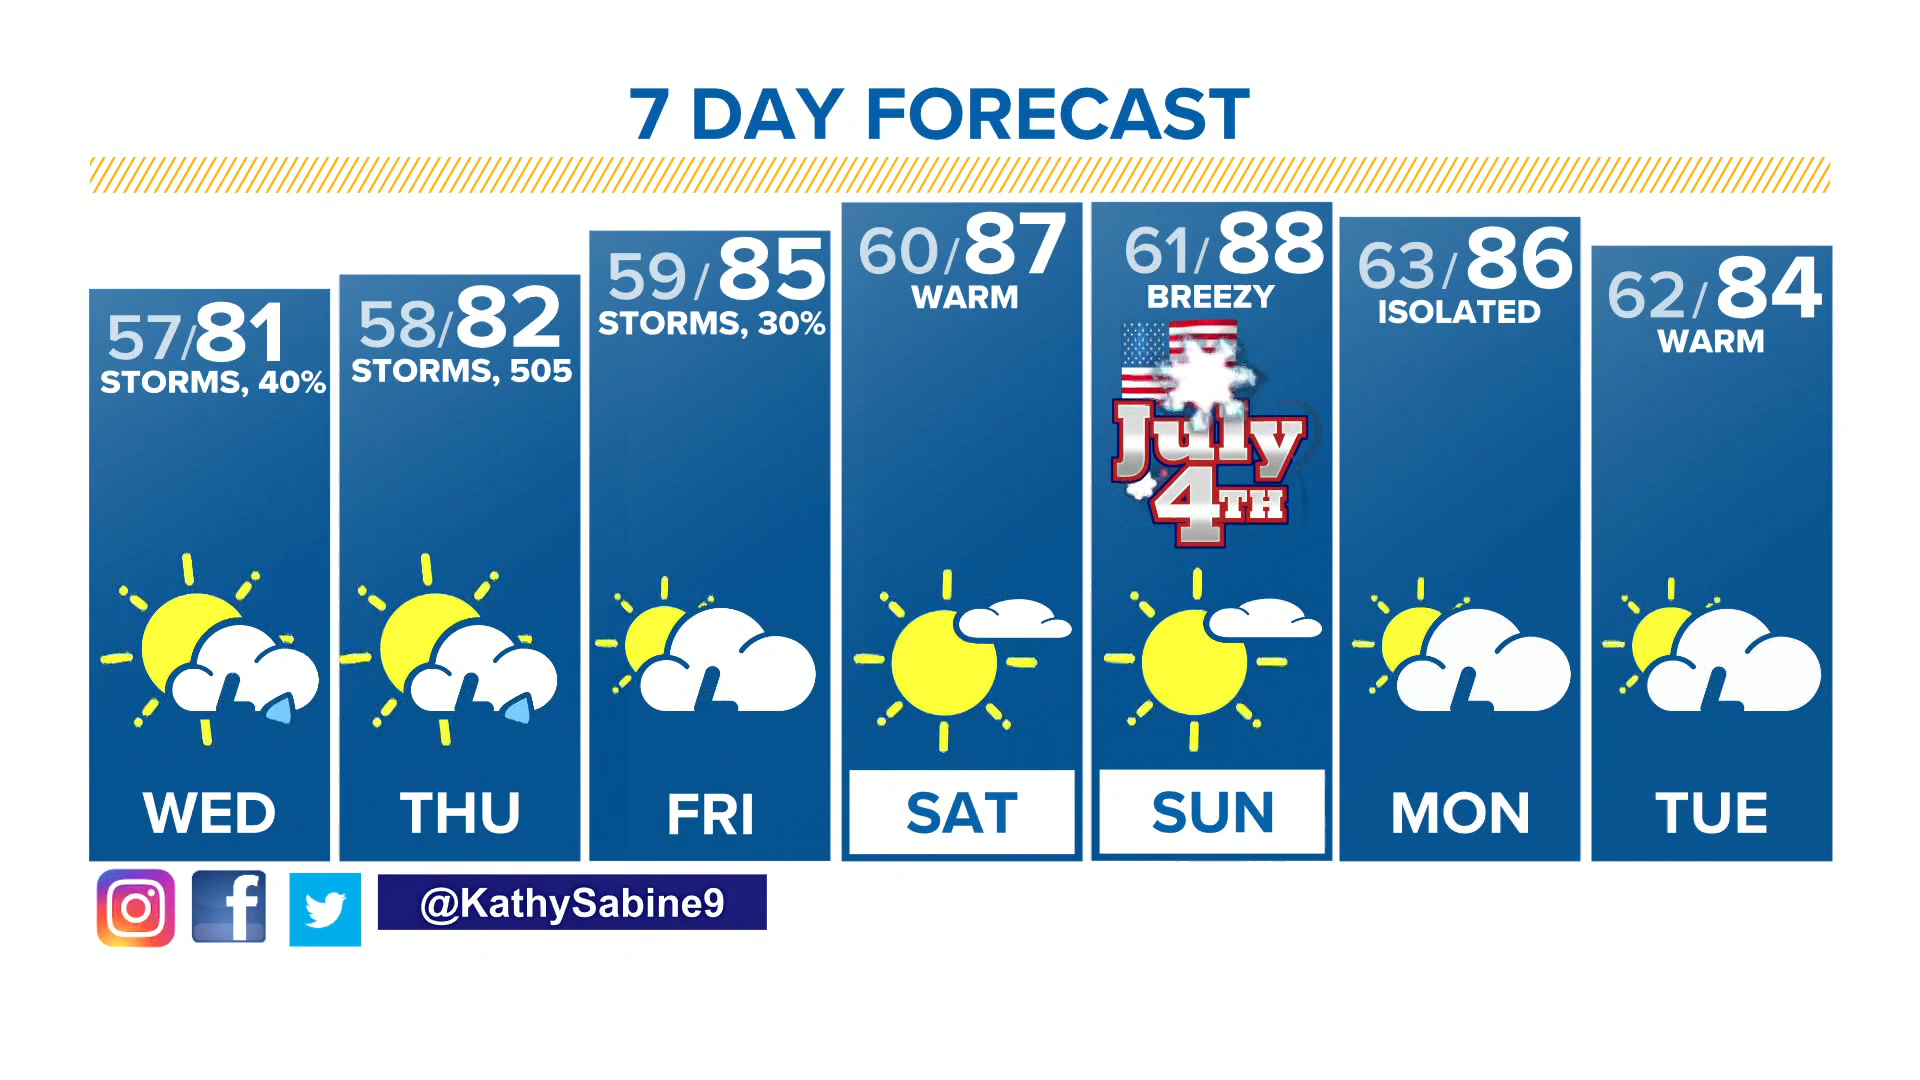 7 DAY FORECAST
57/81
STORMS, 40%
58/82
STORMS, 505
59/85
STORMS, 30%
60/87
WARM
61/88
BREEZY
July
4TH
63/86
ISOLATED
62/84
WARM
WED
THU
FRI
SAT
SUN
MON
TUE
f
@KathySabine9